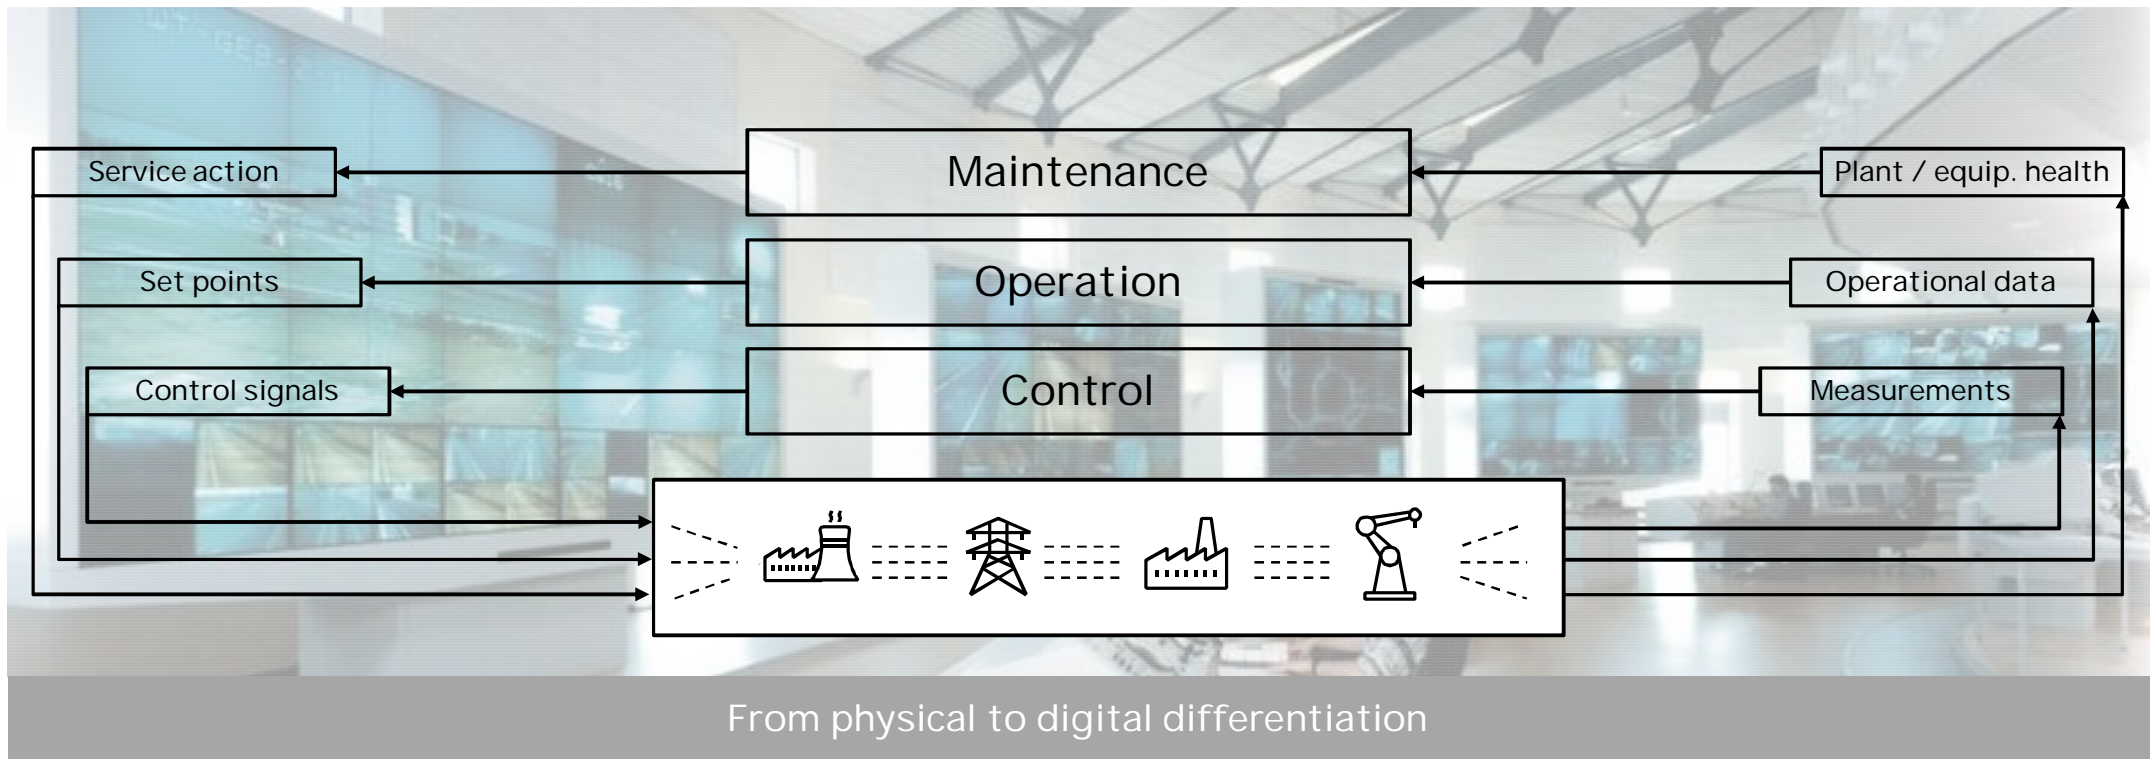 Service action
Maintenance
Plant / equip. health
Set points
Operation
Operational data
Control signals
Control
Measurements
From physical to digital differentiation